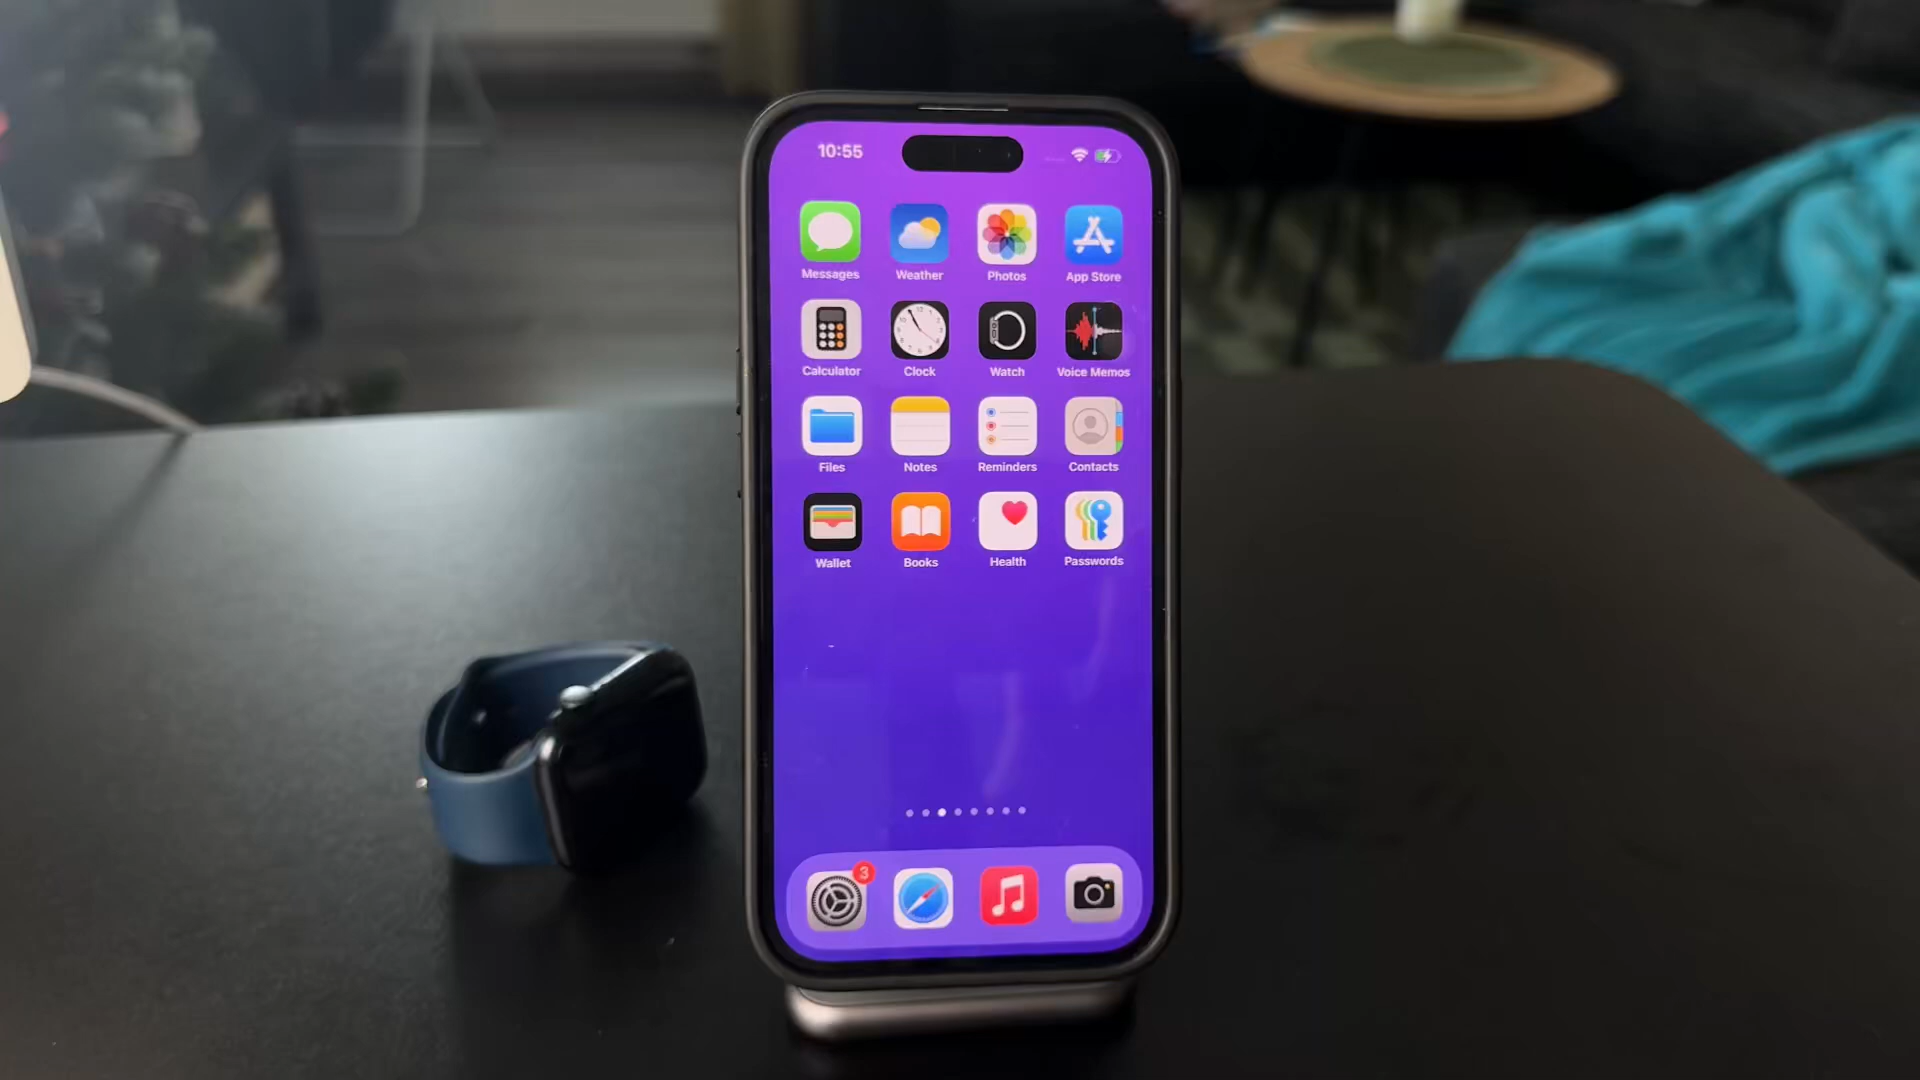 10:55
Messages Weather Photos App Store
Calculator Clock Watch Voice Memos
Files Notes Reminders Contacts
Wallet Books Health Passwords
3